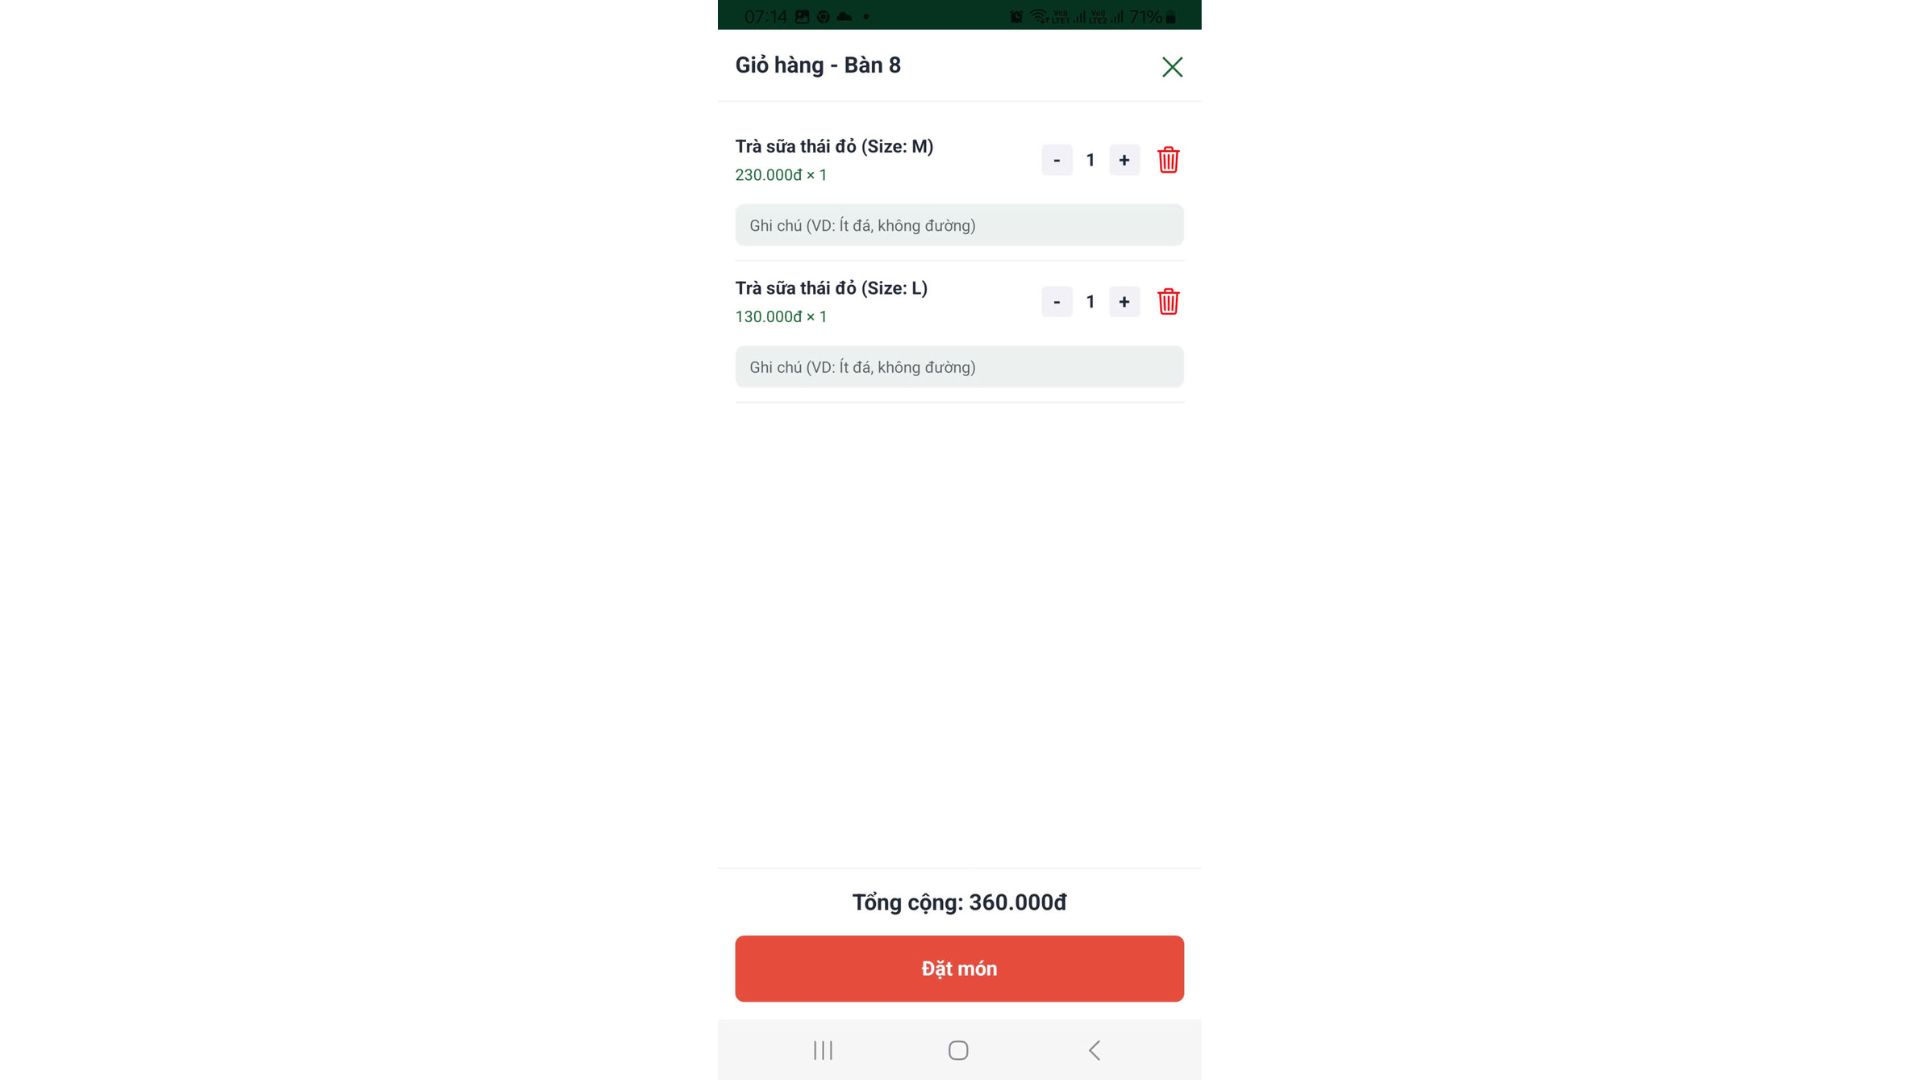 07:14 71%
Giỏ hàng - Bàn 8
Trà sữa thái đỏ (Size: M)
- 1 +
230.000đ × 1
Ghi chú (VD: Ít đá, không đường)
Trà sữa thái đỏ (Size: L)
- 1 +
130.000đ × 1
Ghi chú (VD: Ít đá, không đường)
Tổng cộng: 360.000đ
Đặt món